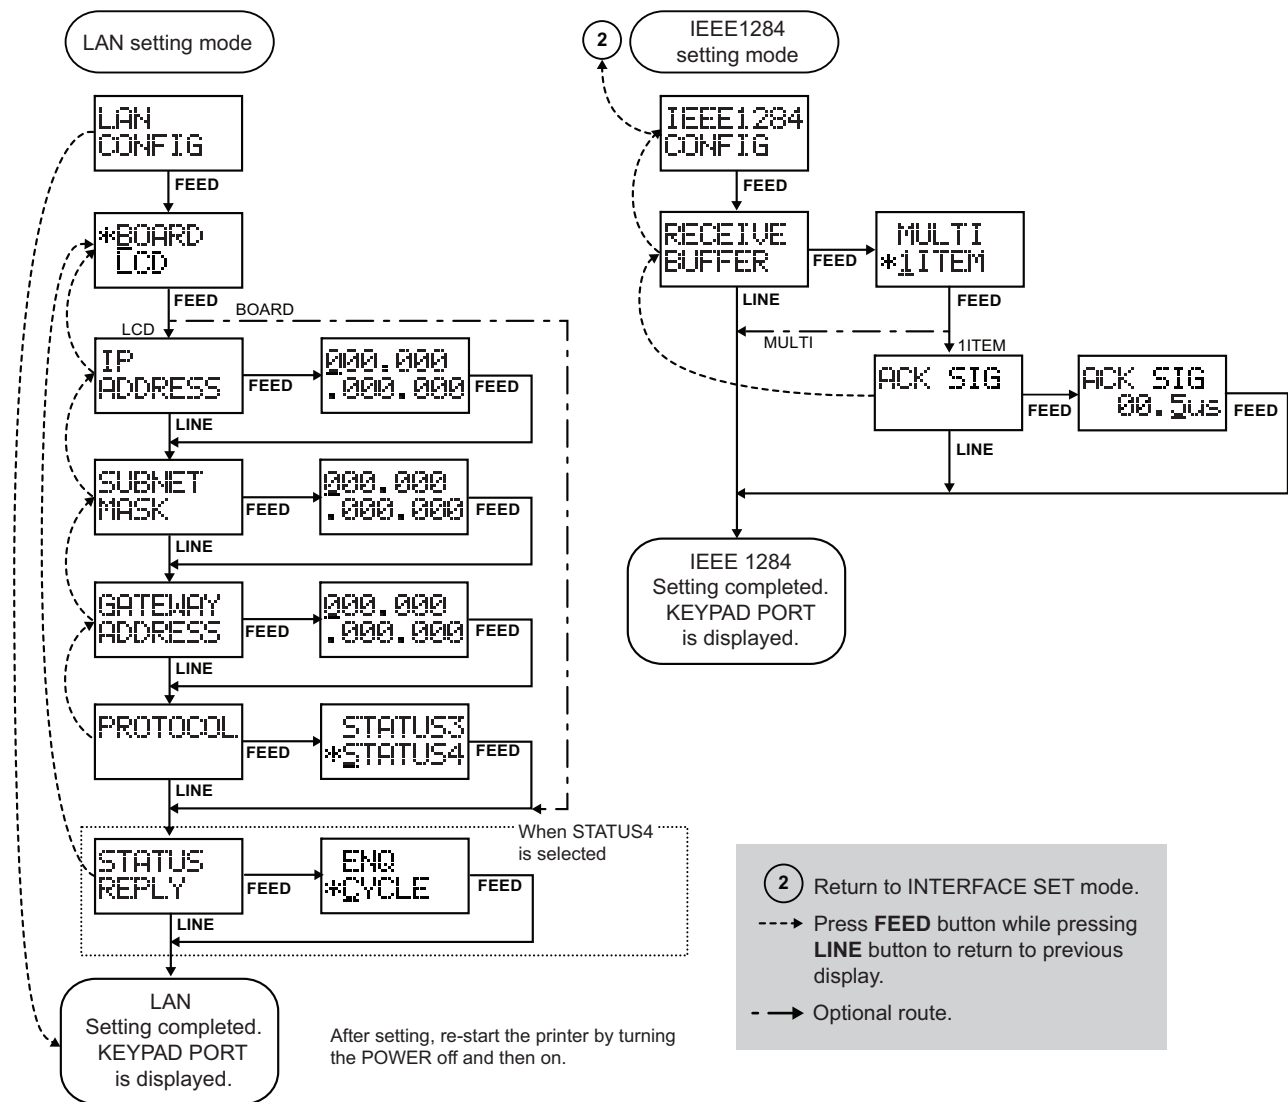 LAN setting mode
LAN
CONFIG
FEED
*BOARD
LCD
FEED
BOARD
LCD
IP
ADDRESS
FEED
000.000
.000.000
FEED
LINE
SUBNET
MASK
FEED
000.000
.000.000
FEED
LINE
GATEWAY
ADDRESS
FEED
000.000
.000.000
FEED
LINE
PROTOCOL
FEED
STATUS3
*STATUS4
FEED
LINE
When STATUS4
is selected
STATUS
REPLY
FEED
ENQ
*CYCLE
FEED
LINE
LAN
Setting completed.
KEYPAD PORT
is displayed.
After setting, re-start the printer by turning
the POWER off and then on.
2
IEEE1284
setting mode
IEEE1284
CONFIG
FEED
RECEIVE
BUFFER
FEED
MULTI
*1ITEM
LINE
FEED
MULTI
1ITEM
ACK SIG
FEED
ACK SIG
00.5us
FEED
LINE
IEEE 1284
Setting completed.
KEYPAD PORT
is displayed.
2 Return to INTERFACE SET mode.
Press FEED button while pressing
LINE button to return to previous
display.
Optional route.